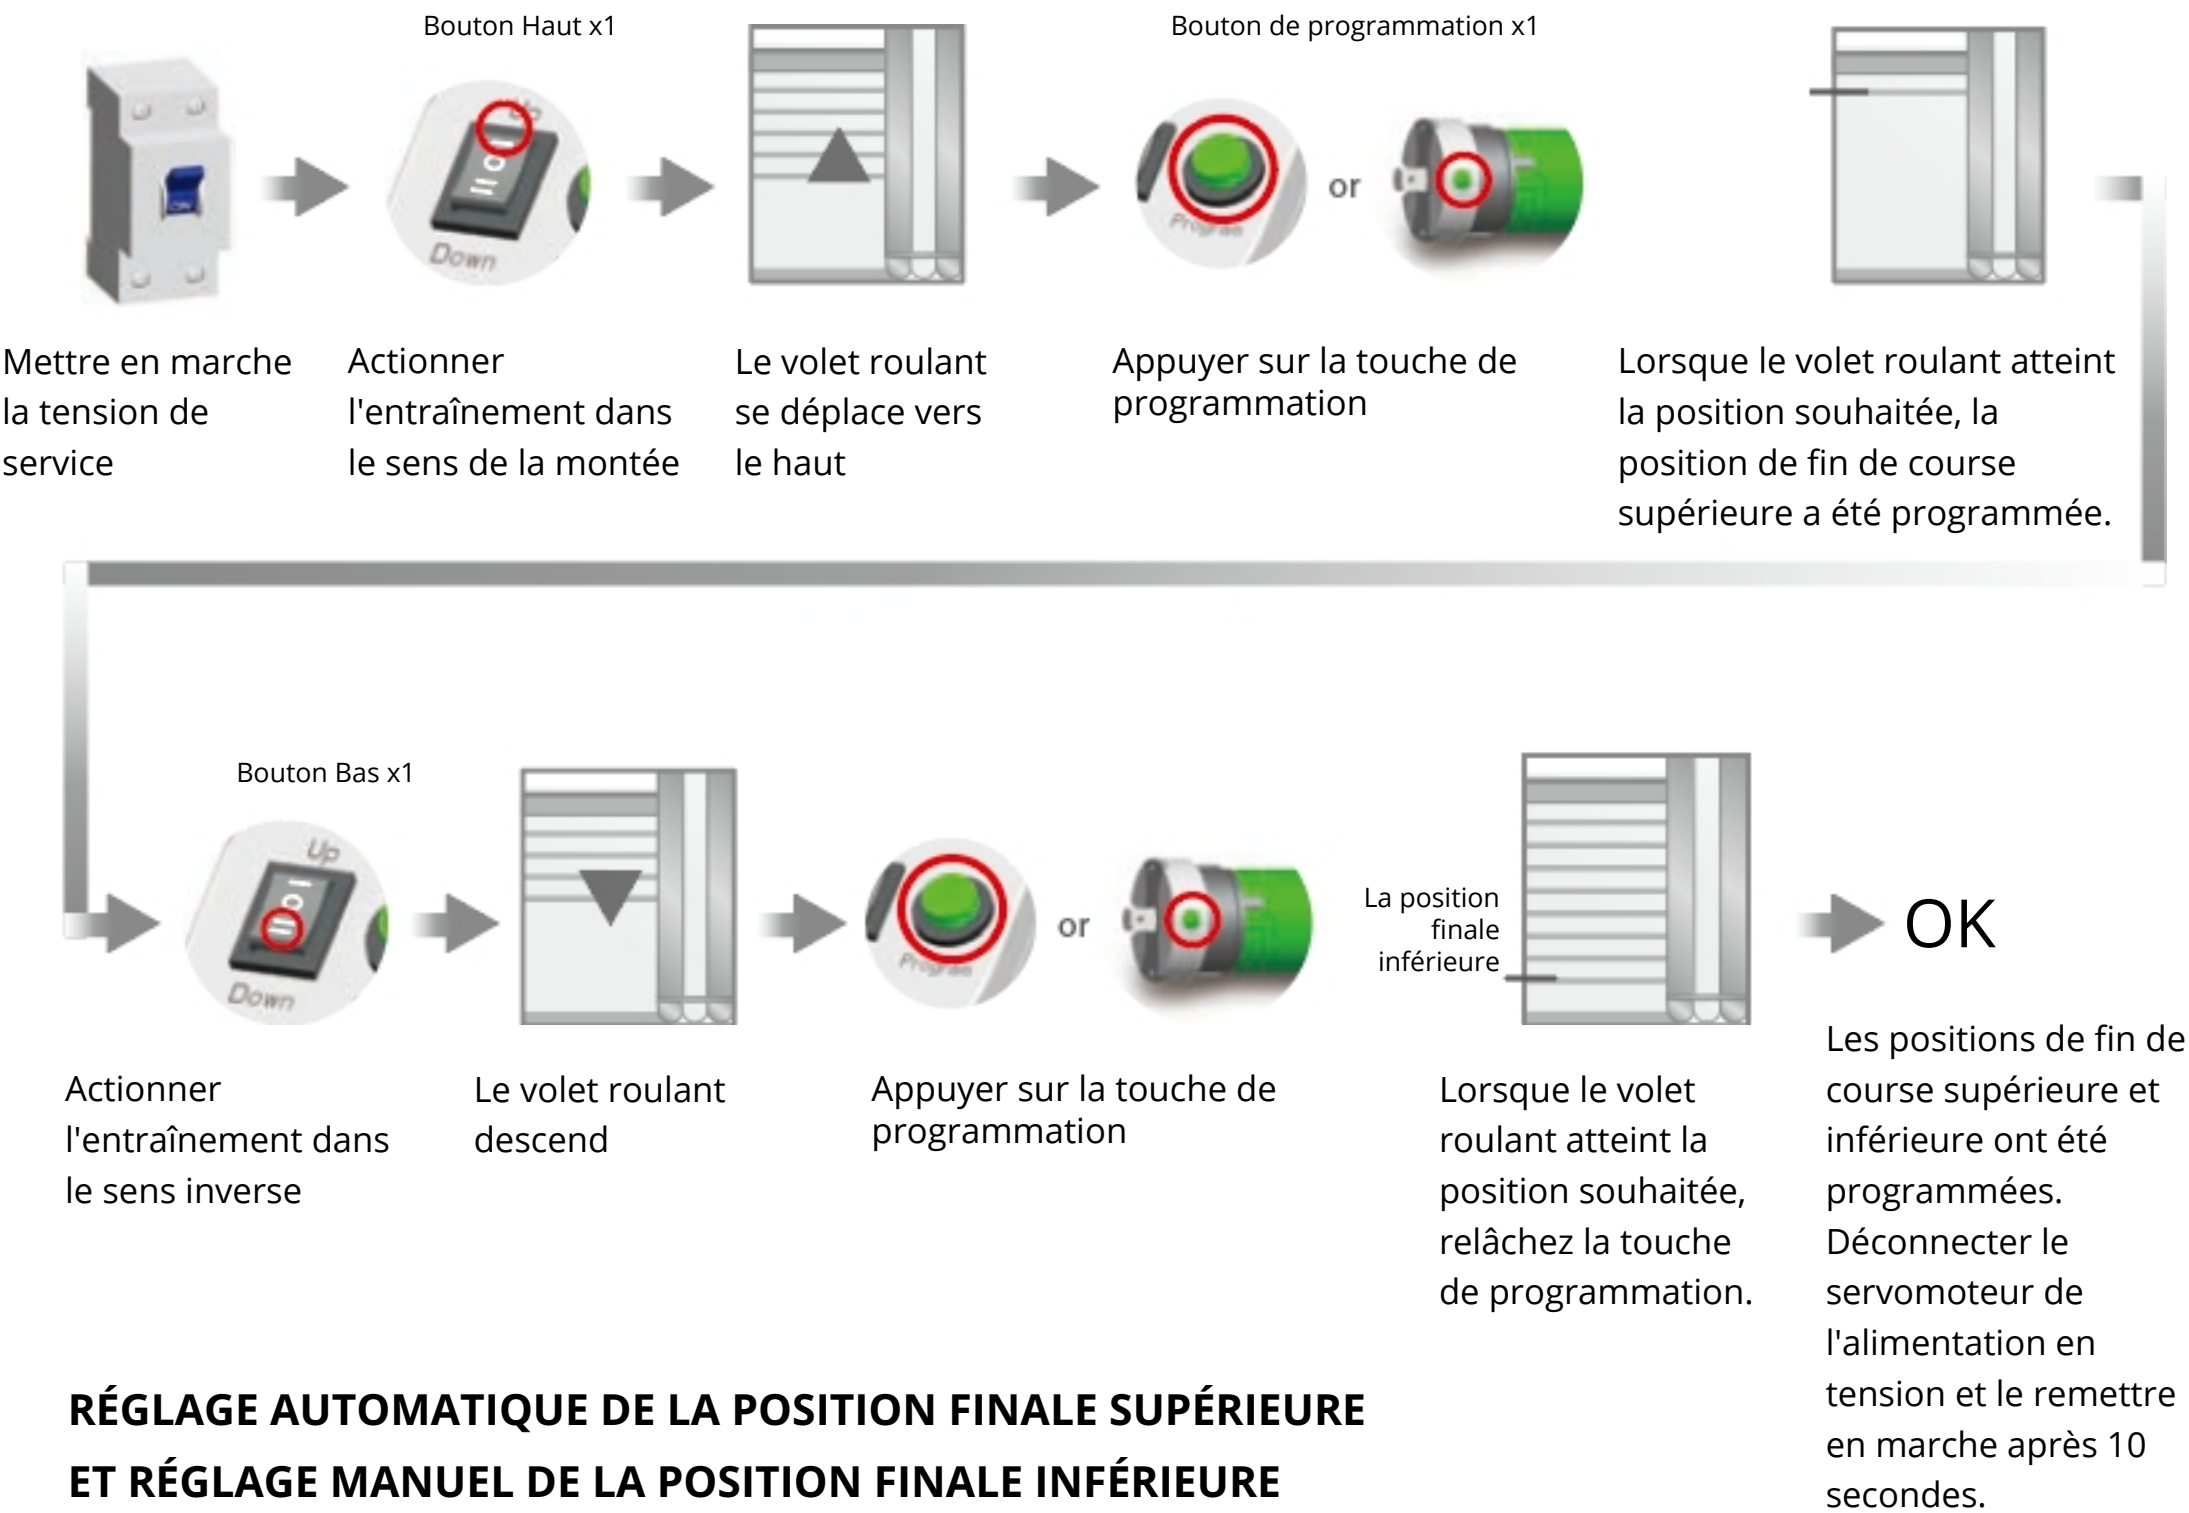 Bouton Haut x1
Bouton de programmation x1
Up
Down
Program
or
Mettre en marche
la tension de
service
Actionner
l'entraînement dans
le sens de la montée
Le volet roulant
se déplace vers
le haut
Appuyer sur la touche de
programmation
Lorsque le volet roulant atteint
la position souhaitée, la
position de fin de course
supérieure a été programmée.
Bouton Bas x1
Up
Down
Program
or
La position
finale
inférieure
OK
Actionner
l'entraînement dans
le sens inverse
Le volet roulant
descend
Appuyer sur la touche de
programmation
Lorsque le volet
roulant atteint la
position souhaitée,
relâchez la touche
de programmation.
Les positions de fin de
course supérieure et
inférieure ont été
programmées.
Déconnecter le
servomoteur de
l'alimentation en
tension et le remettre
en marche après 10
secondes.
RÉGLAGE AUTOMATIQUE DE LA POSITION FINALE SUPÉRIEURE
ET RÉGLAGE MANUEL DE LA POSITION FINALE INFÉRIEURE